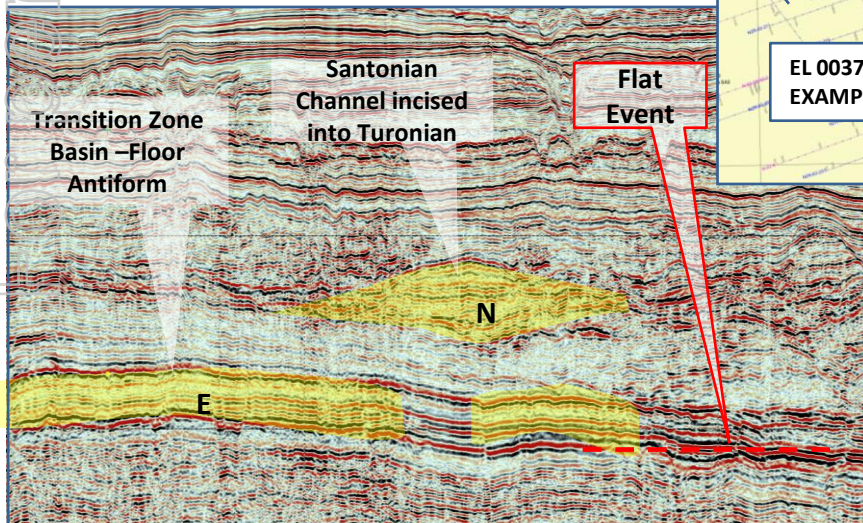 Transition Zone
Basin –Floor
Antiform
Santonian
Channel incised
into Turonian
Flat
Event
EL 0037
EXAMP
N
E